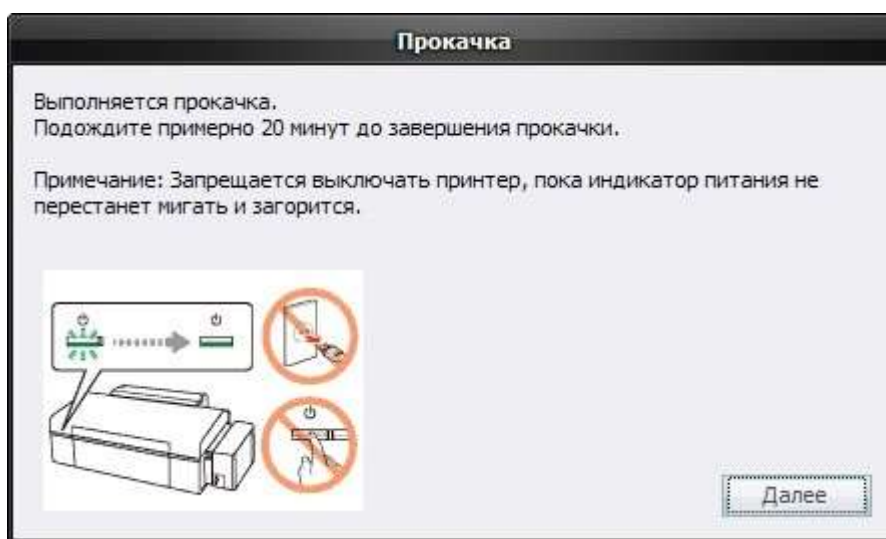 Прокачка
Выполняется прокачка.
Подождите примерно 20 минут до завершения прокачки.
Примечание: Запрещается выключать принтер, пока индикатор питания не
перестанет мигать и загорится.
Далее